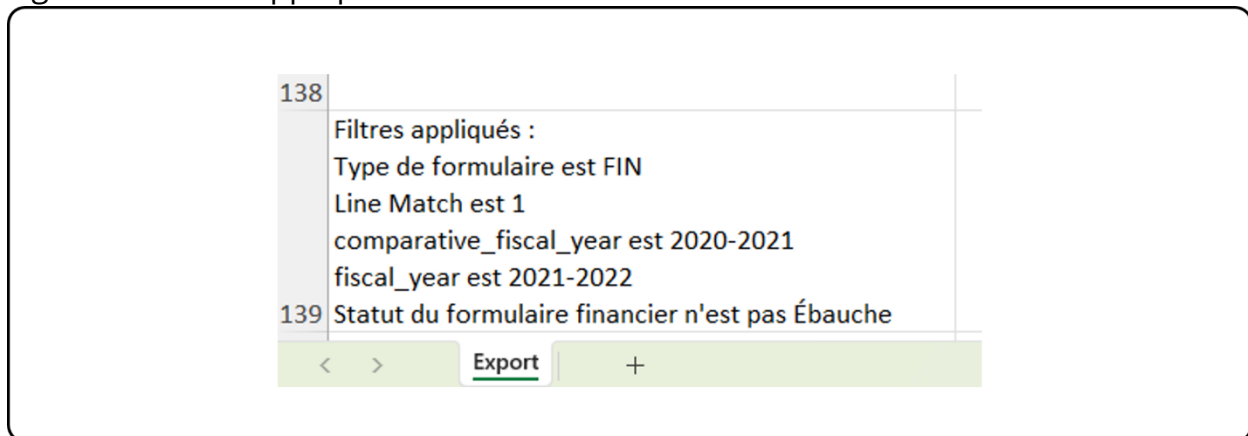 138
Filtres appliqués :
Type de formulaire est FIN
Line Match est 1
comparative_fiscal_year est 2020-2021
fiscal_year est 2021-2022
139 Statut du formulaire financier n'est pas Ébauche
< > Export +